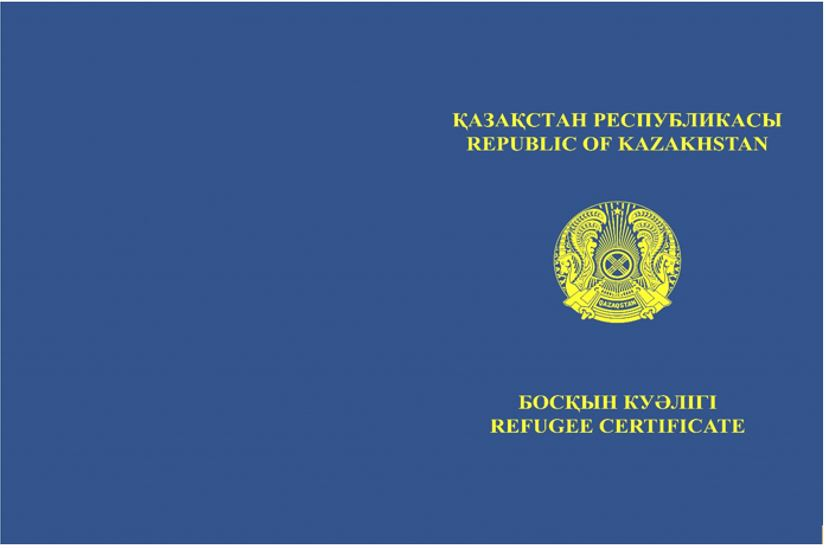 ҚАЗАҚСТАН РЕСПУБЛИКАСЫ
REPUBLIC OF KAZAKHSTAN
QAZAQSTAN
БОСҚЫН КУӘЛІГІ
REFUGEE CERTIFICATE